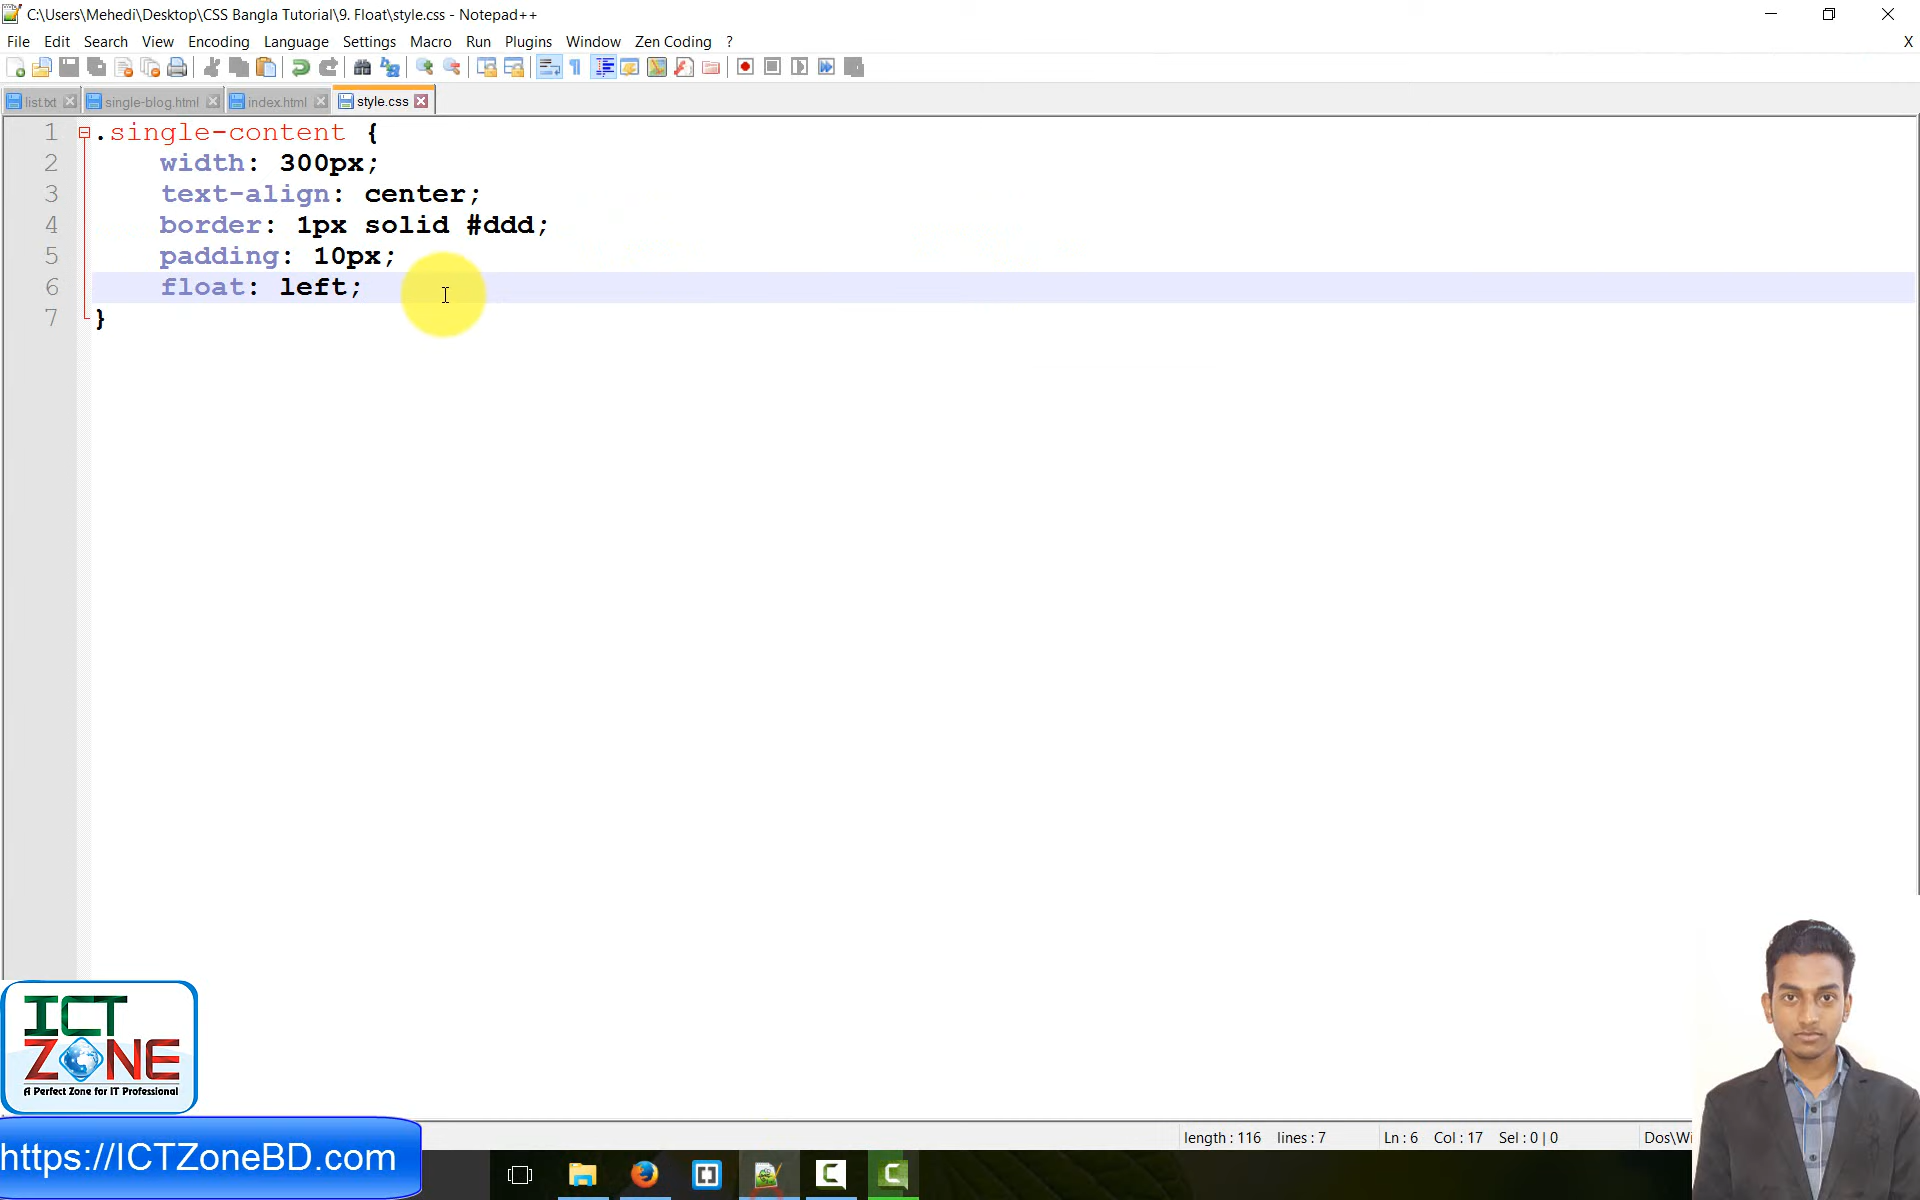 C:\Users\Mehedi\Desktop\CSS Bangla Tutorial\9. Float\style.css - Notepad++
File Edit Search View Encoding Language Settings Macro Run Plugins Window Zen Coding ? X
list.txt single-blog.html index.html style.css
1 .single-content {
2 width: 300px;
3 text-align: center;
4 border: 1px solid #ddd;
5 padding: 10px;
6 float: left;
7 }
ICT
ZONE
A Perfect Zone for IT Professional
length : 116 lines : 7 Ln : 6 Col : 17 Sel : 0 | 0 Dos\Wi
https://ICTZoneBD.com